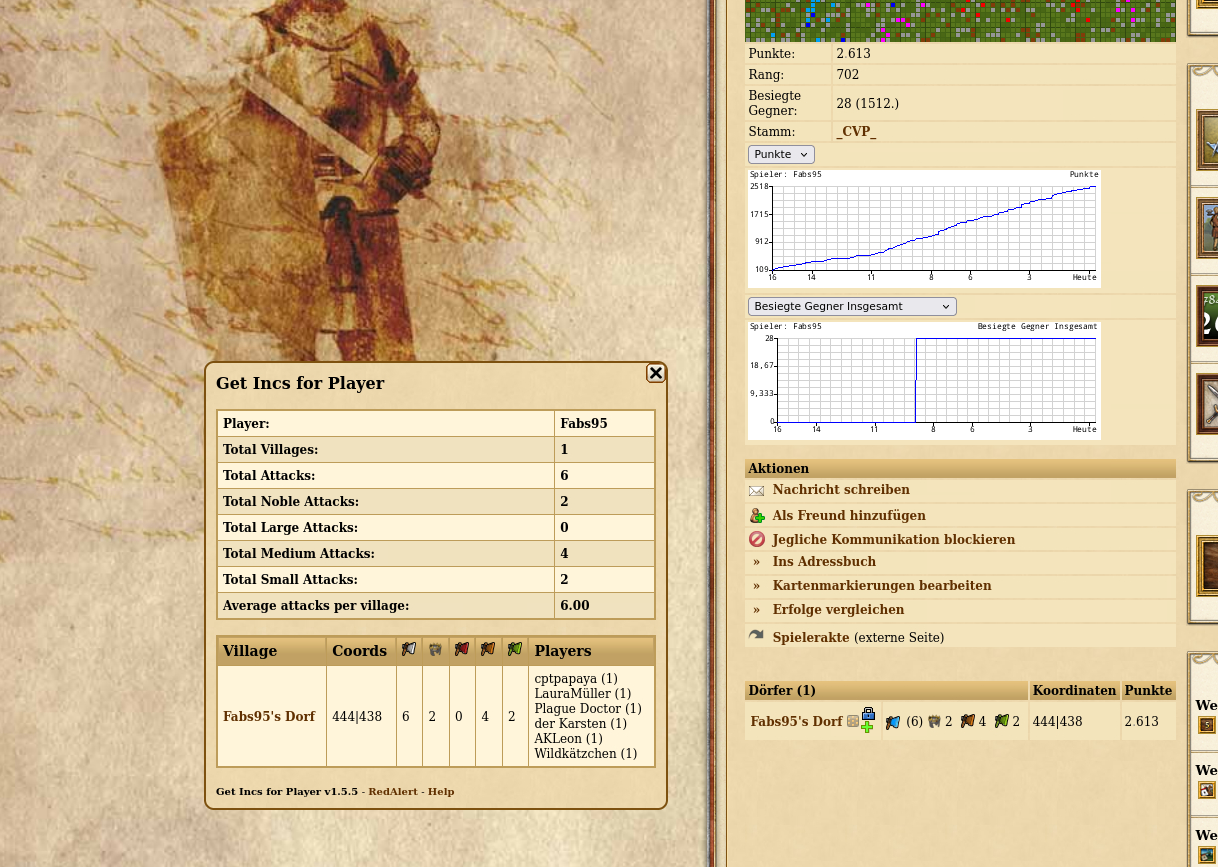 Punkte: 2.613
Rang: 702
Besiegte
Gegner: 28 (1512.)
Stamm: _CVP_
Punkte
Spieler: Fabs95 Punkte
2518
1715
912
109
16 14 11 8 6 3 Heute
Besiegte Gegner Insgesamt
Spieler: Fabs95 Besiegte Gegner Insgesamt
28
18,67
9,333
0
16 14 11 8 6 3 Heute
Aktionen
Nachricht schreiben
Als Freund hinzufügen
Jegliche Kommunikation blockieren
» Ins Adressbuch
» Kartenmarkierungen bearbeiten
» Erfolge vergleichen
Spielerakte (externe Seite)
Dörfer (1) Koordinaten Punkte
Fabs95's Dorf (6) 2 4 2 444|438 2.613
Get Incs for Player
Player: Fabs95
Total Villages: 1
Total Attacks: 6
Total Noble Attacks: 2
Total Large Attacks: 0
Total Medium Attacks: 4
Total Small Attacks: 2
Average attacks per village: 6.00
Village Coords Players
Fabs95's Dorf 444|438 6 2 0 4 2
cptpapaya (1)
LauraMüller (1)
Plague Doctor (1)
der Karsten (1)
AKLeon (1)
Wildkätzchen (1)
Get Incs for Player v1.5.5 - RedAlert - Help
We
We
We